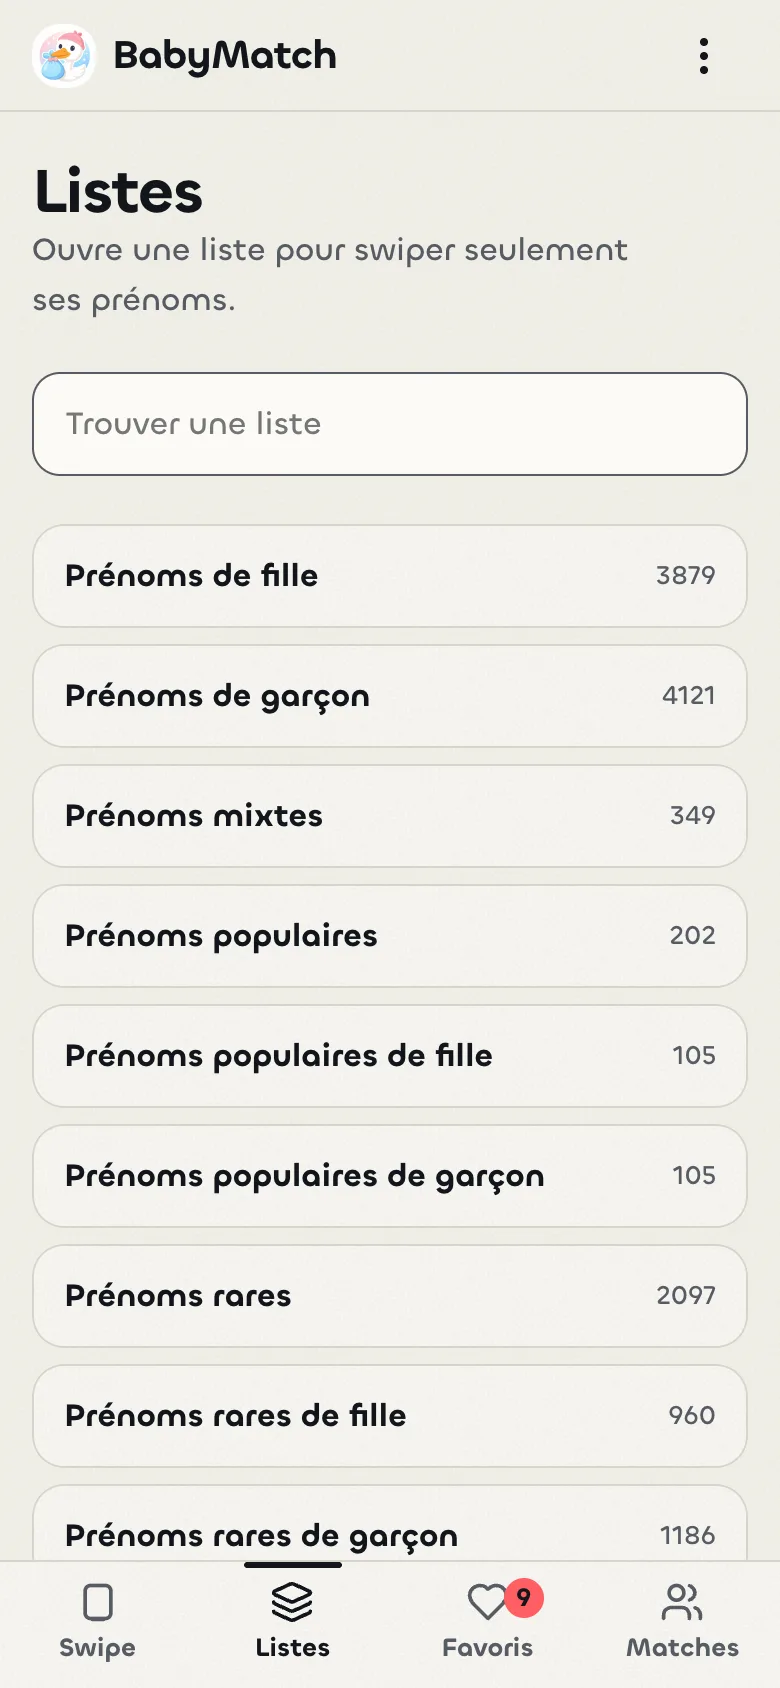 BabyMatch
Listes
Ouvre une liste pour swiper seulement
ses prénoms.
Trouver une liste
Prénoms de fille 3879
Prénoms de garçon 4121
Prénoms mixtes 349
Prénoms populaires 202
Prénoms populaires de fille 105
Prénoms populaires de garçon 105
Prénoms rares 2097
Prénoms rares de fille 960
Prénoms rares de garçon 1186
9
Swipe Listes Favoris Matches